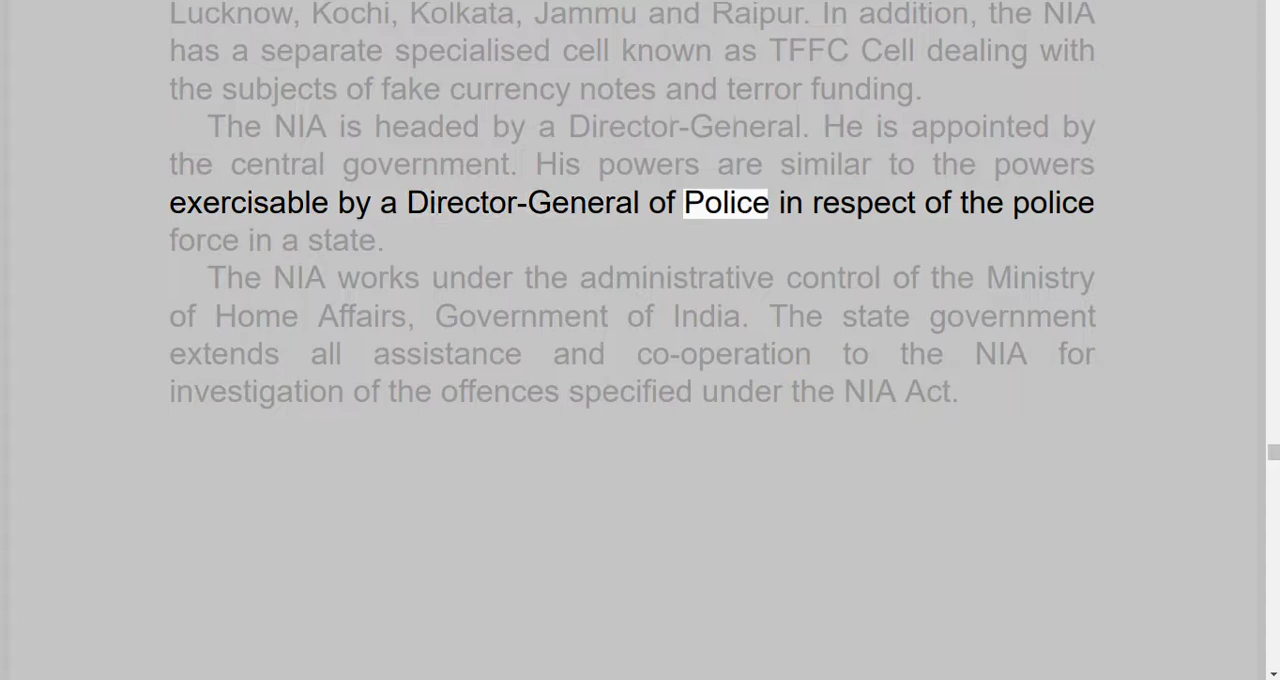 Lucknow, Kochi, Kolkata, Jammu and Raipur. In addition, the NIA
has a separate specialised cell known as TFFC Cell dealing with
the subjects of fake currency notes and terror funding.
The NIA is headed by a Director-General. He is appointed by
the central government. His powers are similar to the powers
exercisable by a Director-General of Police in respect of the police
force in a state.
The NIA works under the administrative control of the Ministry
of Home Affairs, Government of India. The state government
extends all assistance and co-operation to the NIA for
investigation of the offences specified under the NIA Act.